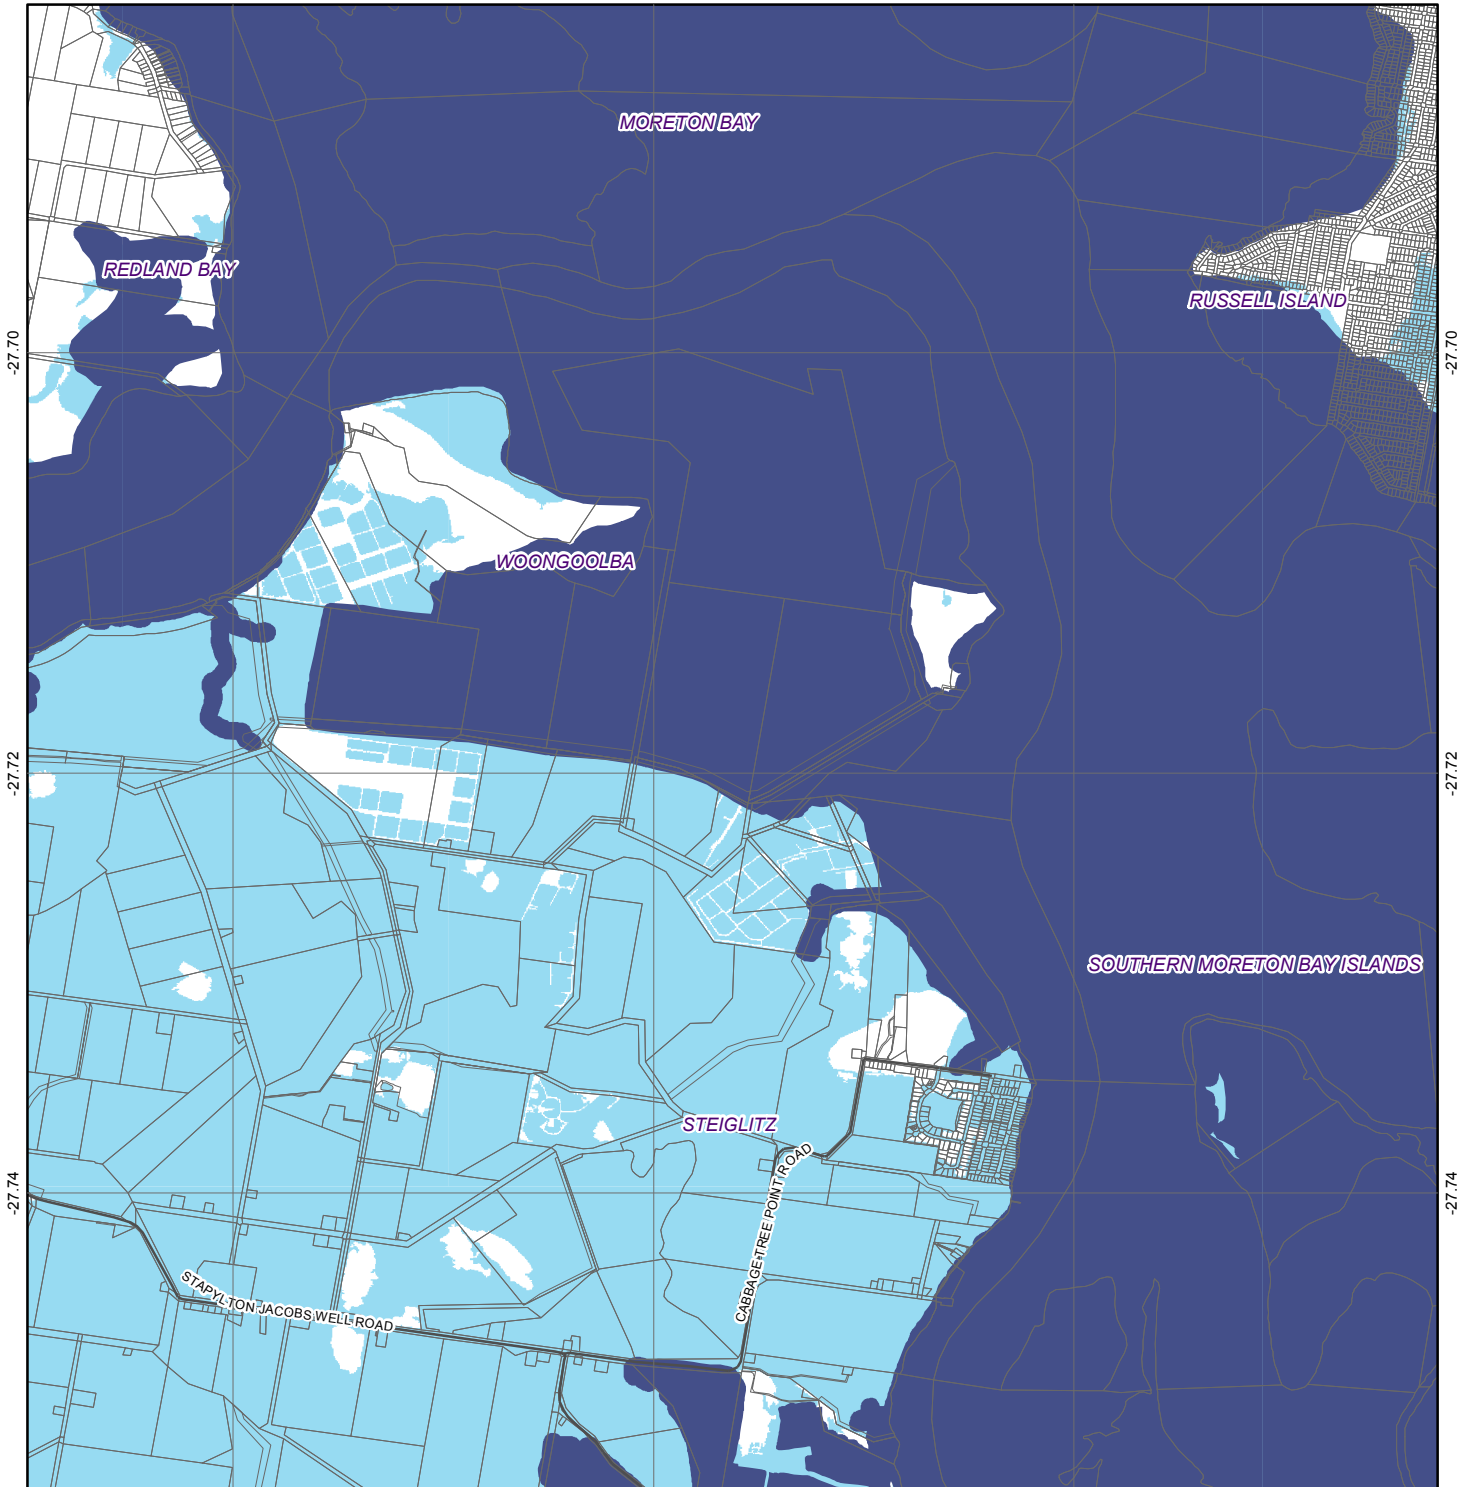 MORETON BAY
REDLAND BAY
RUSSELL ISLAND
-27.70
-27.70
WOONGOOLBA
-27.72
-27.72
SOUTHERN MORETON BAY ISLANDS
STEIGLITZ
CABBAGE TREE POINT ROAD
-27.74
-27.74
STAPYLTON JACOBS WELL ROAD